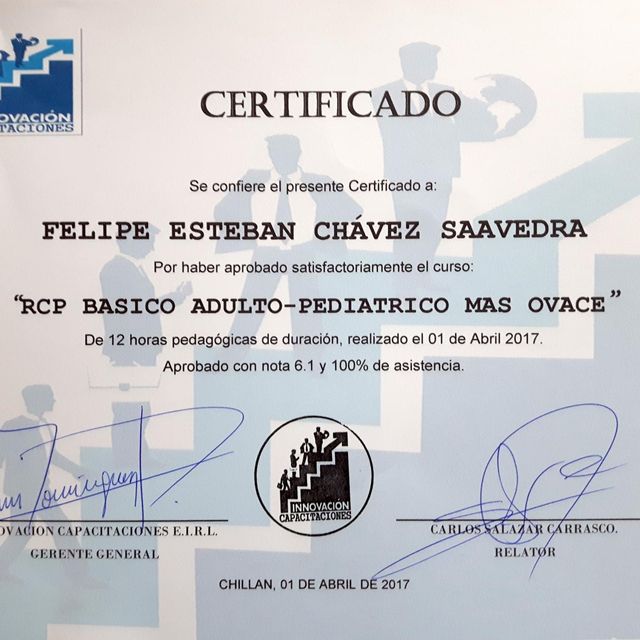 OVACIÓN
TACIONES
CERTIFICADO
Se confiere el presente Certificado a:
FELIPE ESTEBAN CHÁVEZ SAAVEDRA
Por haber aprobado satisfactoriamente el curso:
“RCP BASICO ADULTO-PEDIATRICO MAS OVACE”
De 12 horas pedagógicas de duración, realizado el 01 de Abril 2017.
Aprobado con nota 6.1 y 100% de asistencia.
INNOVACIÓN
CAPACITACIONES
OVACION CAPACITACIONES E.I.R.L.
GERENTE GENERAL
CARLOS SALAZAR CARRASCO.
RELATOR
CHILLAN, 01 DE ABRIL DE 2017